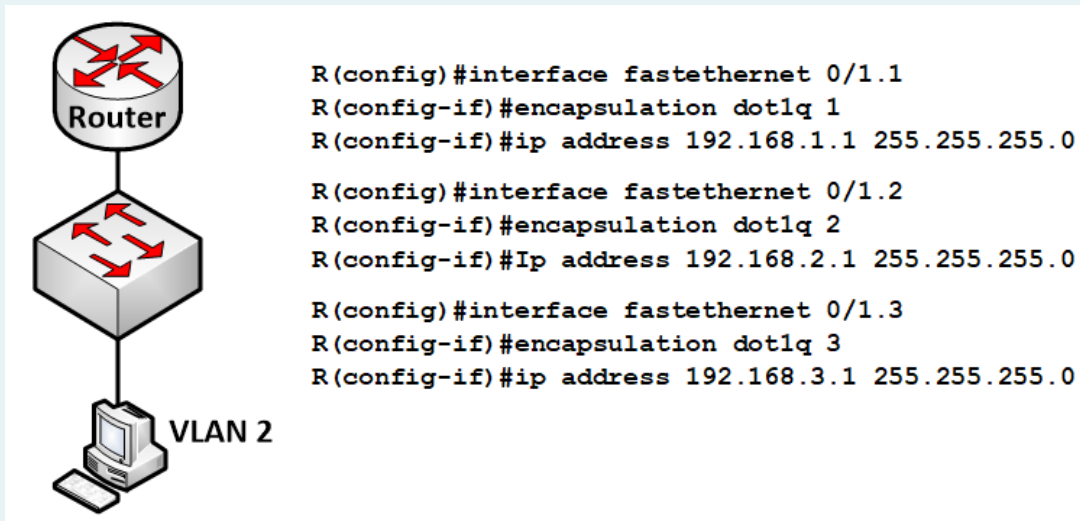 Router
R(config)#interface fastethernet 0/1.1
R(config-if)#encapsulation dot1q 1
R(config-if)#ip address 192.168.1.1 255.255.255.0
R(config)#interface fastethernet 0/1.2
R(config-if)#encapsulation dot1q 2
R(config-if)#Ip address 192.168.2.1 255.255.255.0
R(config)#interface fastethernet 0/1.3
R(config-if)#encapsulation dot1q 3
R(config-if)#ip address 192.168.3.1 255.255.255.0
VLAN 2